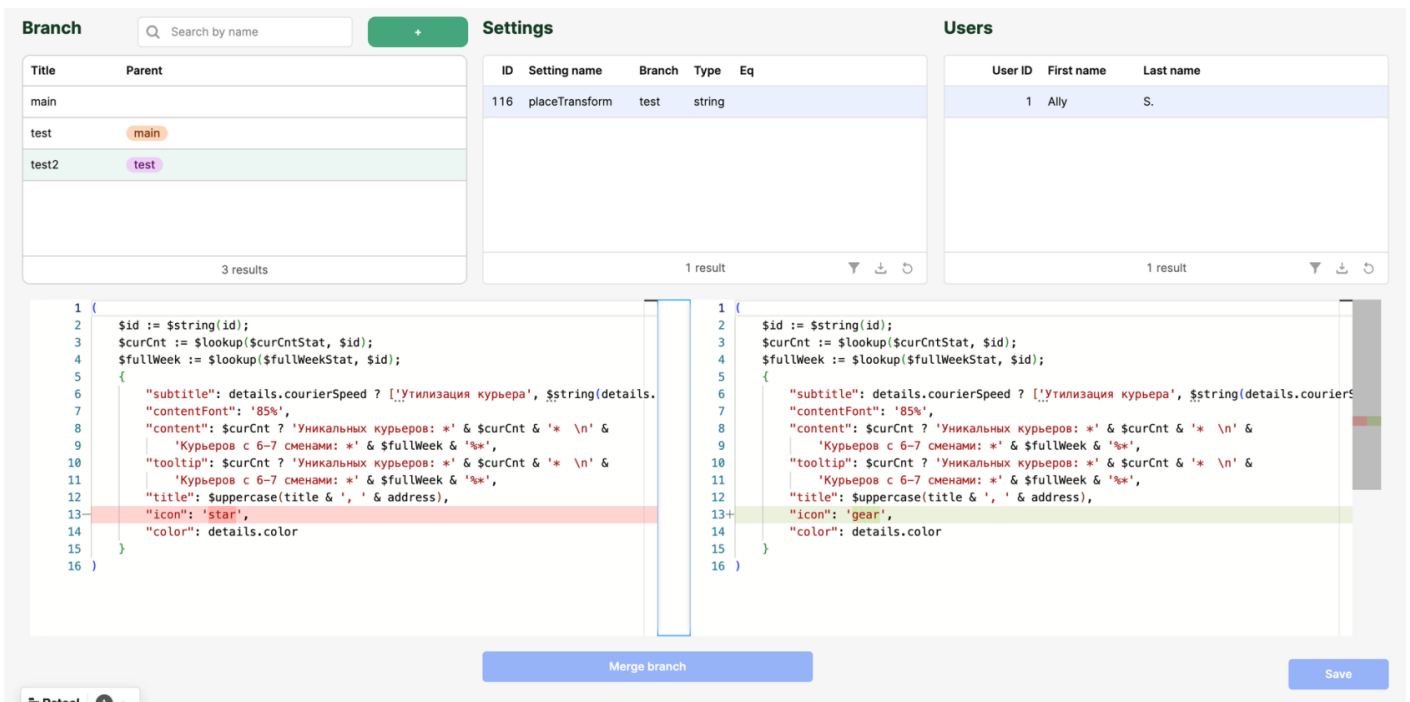 Branch
Search by name
+
Settings
Users
Title Parent
main
test main
test2 test
3 results
ID Setting name Branch Type Eq
116 placeTransform test string
1 result
User ID First name Last name
1 Ally S.
1 result
1 (
2 $id := $string(id);
3 $curCnt := $lookup($curCntStat, $id);
4 $fullWeek := $lookup($fullWeekStat, $id);
5 {
6 "subtitle": details.courierSpeed ? ['Утилизация курьера', $string(details.
7 "contentFont": '85%',
8 "content": $curCnt ? 'Уникальных курьеров: *' & $curCnt & '*  \n' &
9 'Курьеров с 6–7 сменами: *' & $fullWeek & '%*',
10 "tooltip": $curCnt ? 'Уникальных курьеров: *' & $curCnt & '*  \n' &
11 'Курьеров с 6–7 сменами: *' & $fullWeek & '%*',
12 "title": $uppercase(title & ', ' & address),
13— "icon": 'star',
14 "color": details.color
15 }
16 )
1 (
2 $id := $string(id);
3 $curCnt := $lookup($curCntStat, $id);
4 $fullWeek := $lookup($fullWeekStat, $id);
5 {
6 "subtitle": details.courierSpeed ? ['Утилизация курьера', $string(details.courierS
7 "contentFont": '85%',
8 "content": $curCnt ? 'Уникальных курьеров: *' & $curCnt & '*  \n' &
9 'Курьеров с 6–7 сменами: *' & $fullWeek & '%*',
10 "tooltip": $curCnt ? 'Уникальных курьеров: *' & $curCnt & '*  \n' &
11 'Курьеров с 6–7 сменами: *' & $fullWeek & '%*',
12 "title": $uppercase(title & ', ' & address),
13+ "icon": 'gear',
14 "color": details.color
15 }
16 )
Merge branch
Save